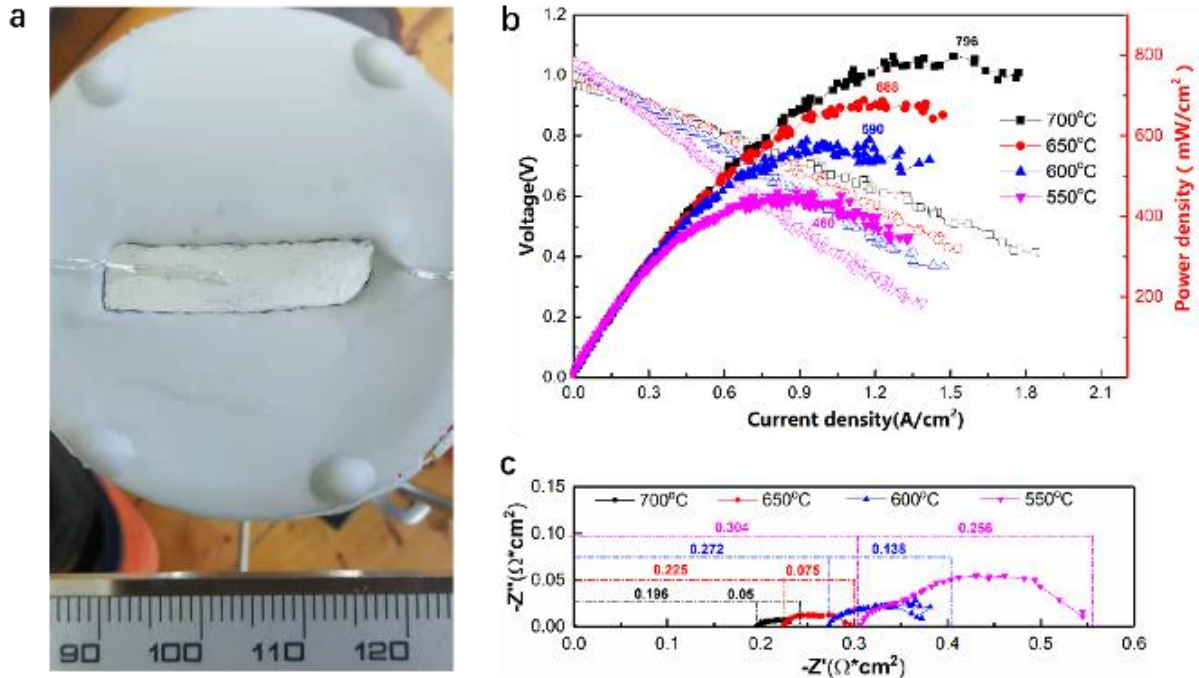 a
90 100 110 120
b
1.2
1.0
0.8
0.6
0.4
0.2
0.0
Voltage(V)
0.0 0.3 0.6 0.9 1.2 1.5 1.8 2.1
Current density(A/cm²)
800
600
400
200
Power density ( mW/cm²)
796
688
590
460
700°C
650°C
600°C
550°C
c
0.15
0.10
0.05
0.00
-Z''(Ω*cm²)
700°C 650°C 600°C 550°C
0.304 0.256
0.272 0.138
0.225 0.075
0.196 0.05
0.0 0.1 0.2 0.3 0.4 0.5 0.6
-Z'(Ω*cm²)